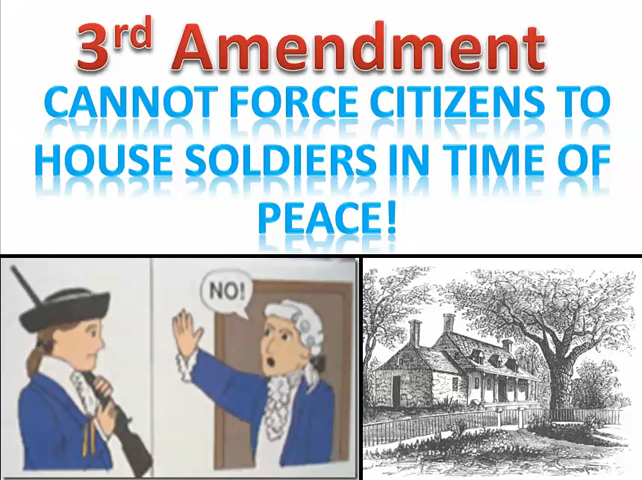 3rd Amendment
CANNOT FORCE CITIZENS TO
HOUSE SOLDIERS IN TIME OF
PEACE!
NO!